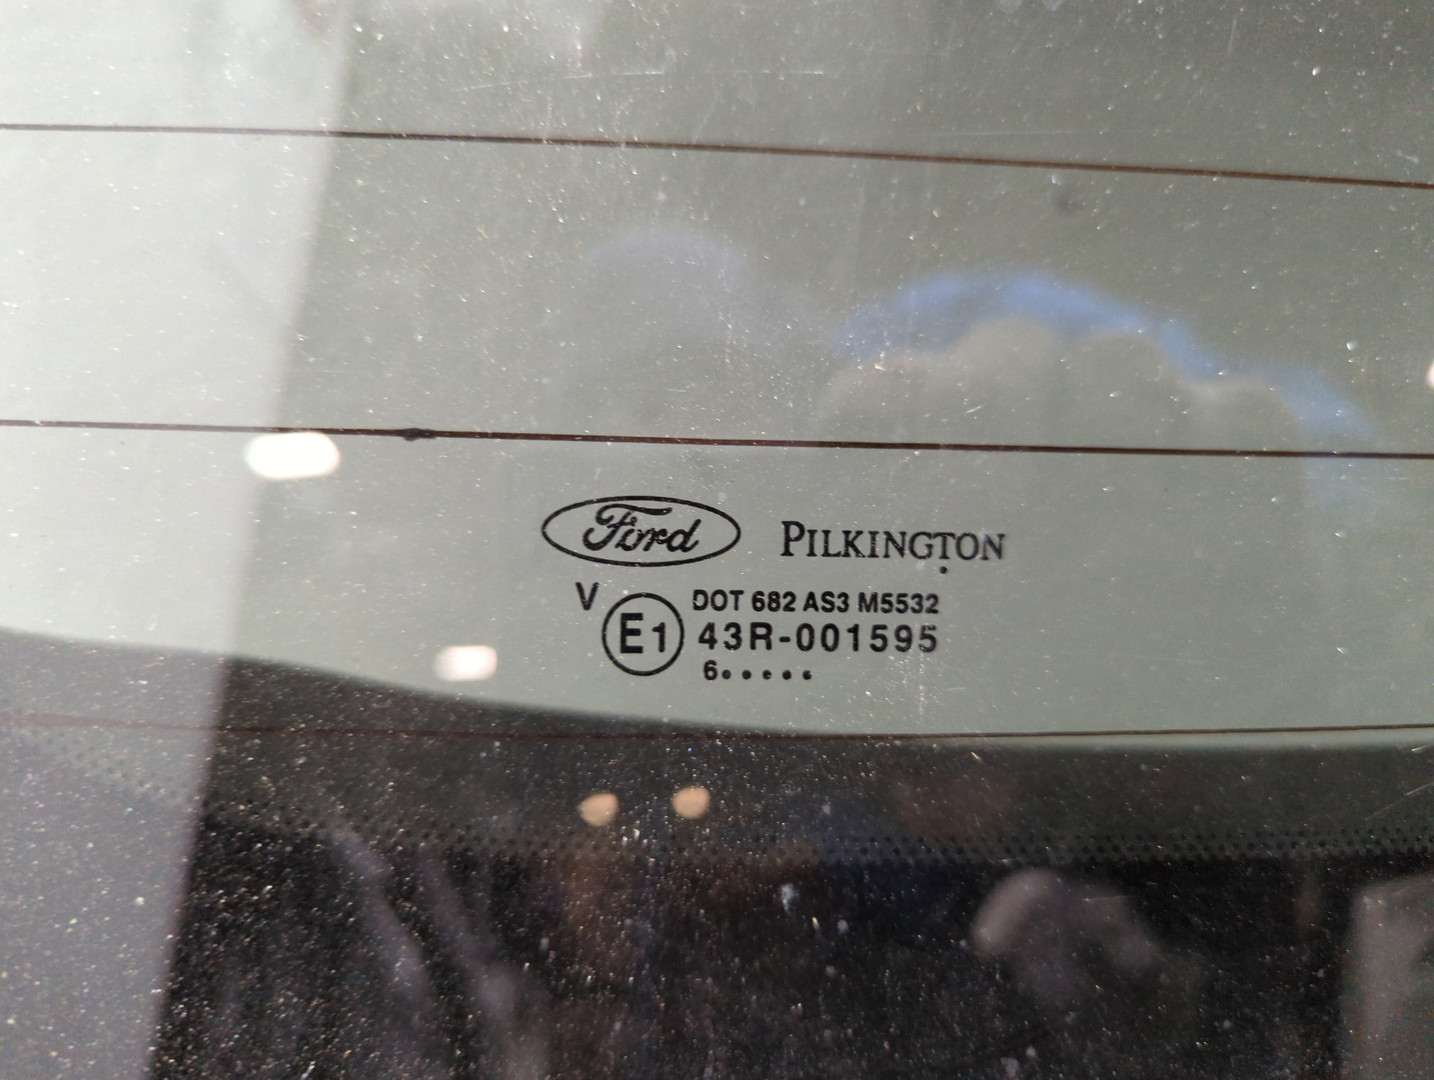 Ford PILKINGTON
V DOT 682 AS3 M5532
E1 43R-001595
6.....